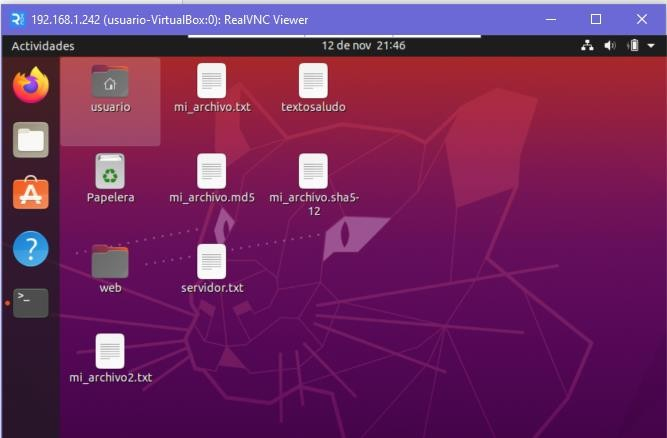 192.168.1.242 (usuario-VirtualBox:0): RealVNC Viewer
Actividades
12 de nov 21:46
usuario
mi_archivo.txt
textosaludo
Papelera
mi_archivo.md5
mi_archivo.sha5-
12
web
servidor.txt
mi_archivo2.txt